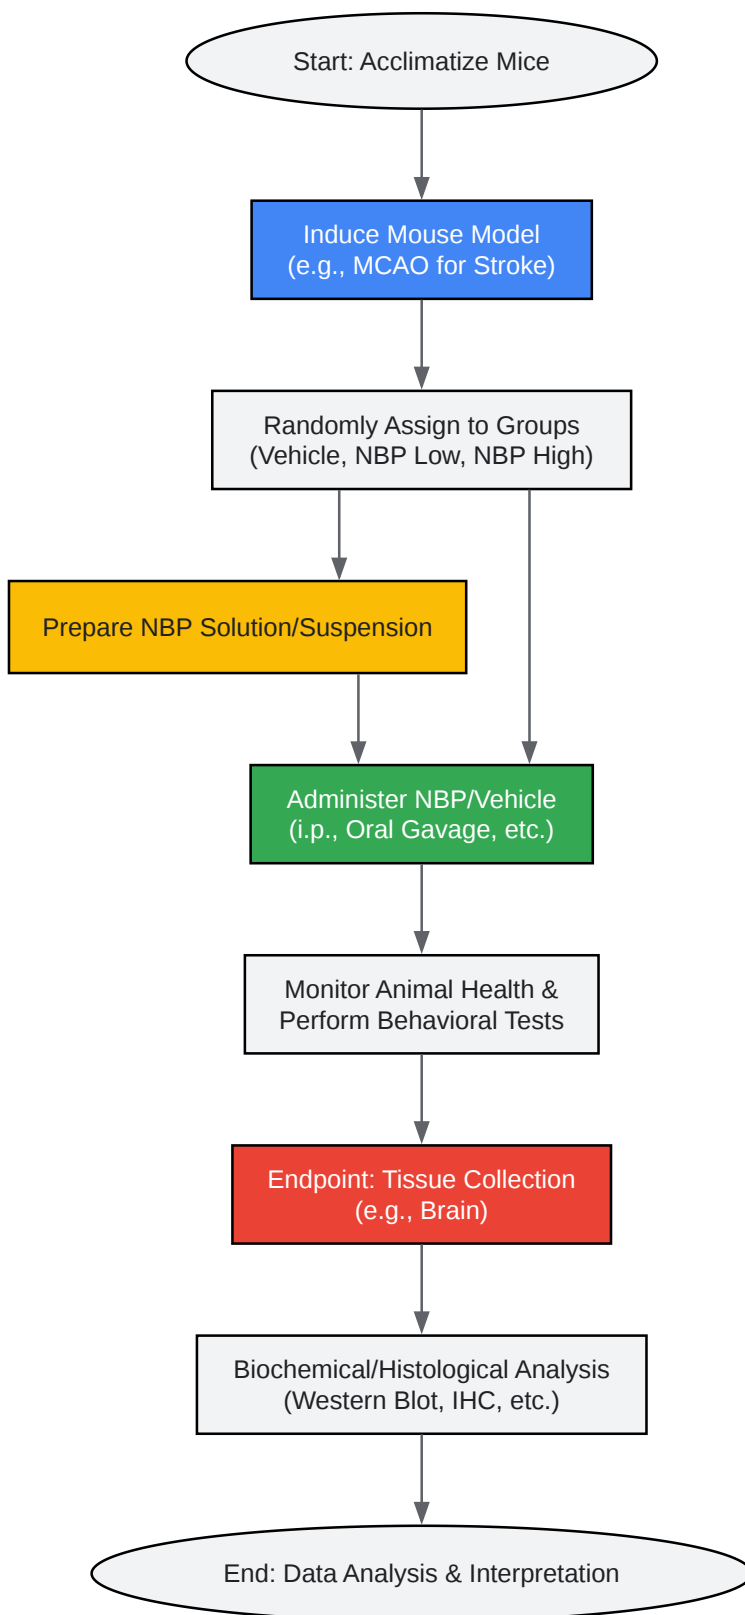 Start: Acclimatize Mice
Induce Mouse Model
(e.g., MCAO for Stroke)
Randomly Assign to Groups
(Vehicle, NBP Low, NBP High)
Prepare NBP Solution/Suspension
Administer NBP/Vehicle
(i.p., Oral Gavage, etc.)
Monitor Animal Health &
Perform Behavioral Tests
Endpoint: Tissue Collection
(e.g., Brain)
Biochemical/Histological Analysis
(Western Blot, IHC, etc.)
End: Data Analysis & Interpretation